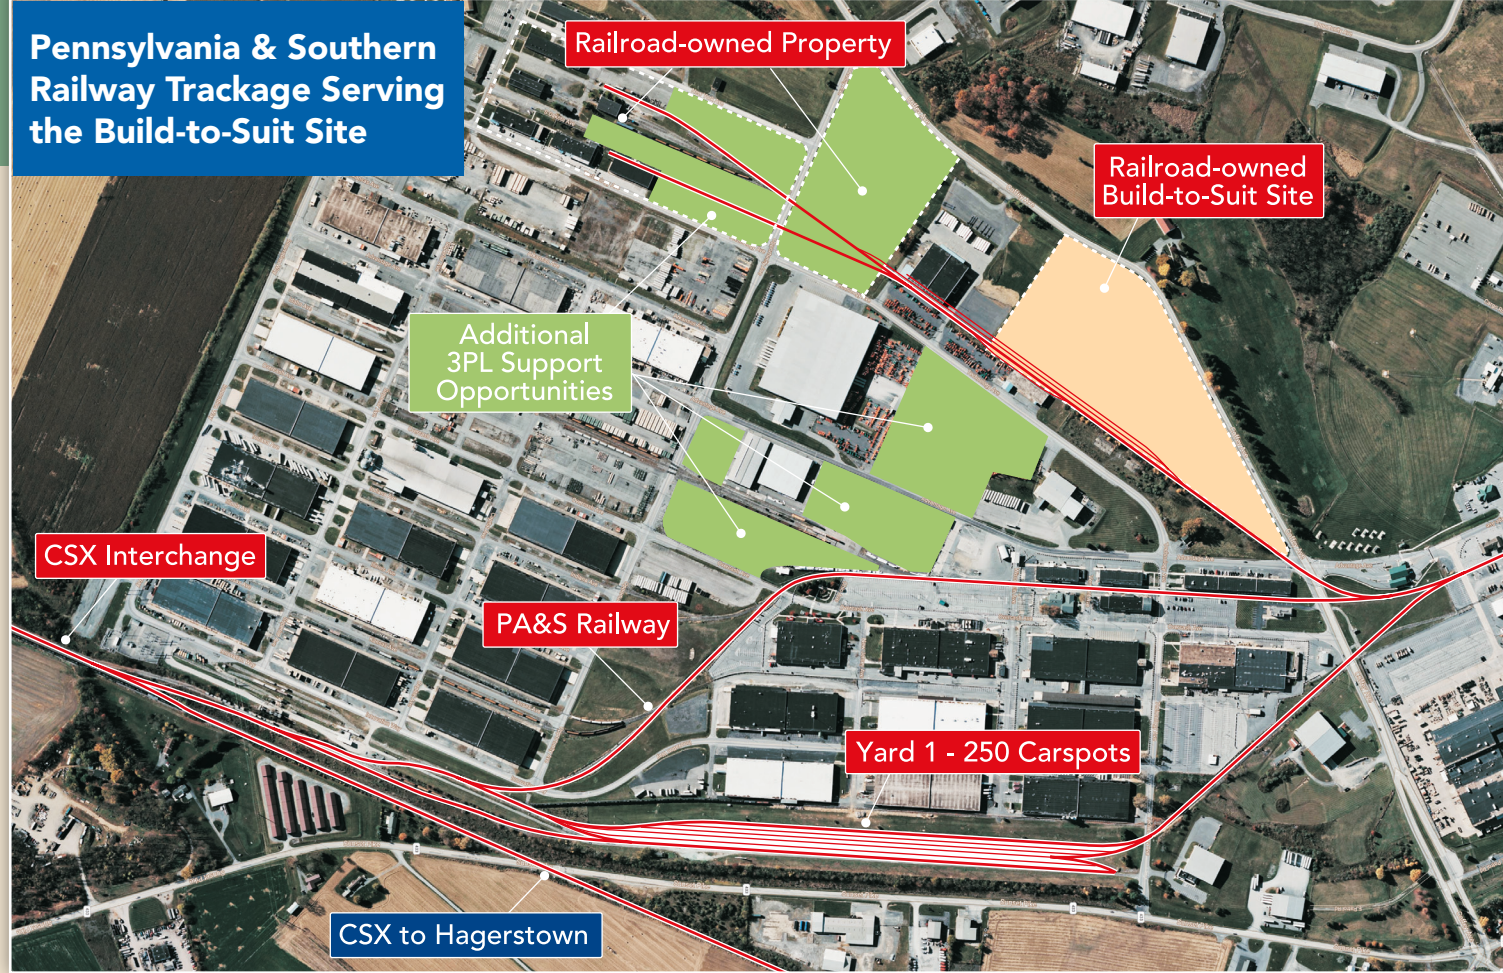 Pennsylvania & Southern
Railway Trackage Serving
the Build-to-Suit Site
Railroad-owned Property
Railroad-owned
Build-to-Suit Site
Additional
3PL Support
Opportunities
CSX Interchange
PA&S Railway
Yard 1 - 250 Carspots
CSX to Hagerstown